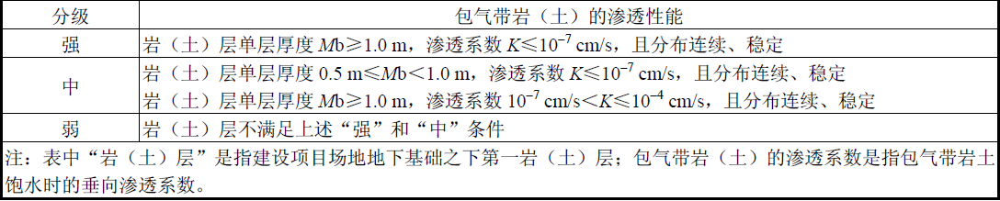 分级 包气带岩（土）的渗透性能
强 岩（土）层单层厚度 Mb≥1.0 m，渗透系数 K≤10⁻⁷ cm/s，且分布连续、稳定
中 岩（土）层单层厚度 0.5 m≤Mb＜1.0 m，渗透系数 K≤10⁻⁷ cm/s，且分布连续、稳定
岩（土）层单层厚度 Mb≥1.0 m，渗透系数 10⁻⁷ cm/s＜K≤10⁻⁴ cm/s，且分布连续、稳定
弱 岩（土）层不满足上述“强”和“中”条件
注：表中“岩（土）层”是指建设项目场地地下基础之下第一岩（土）层；包气带岩（土）的渗透系数是指包气带岩土
饱水时的垂向渗透系数。